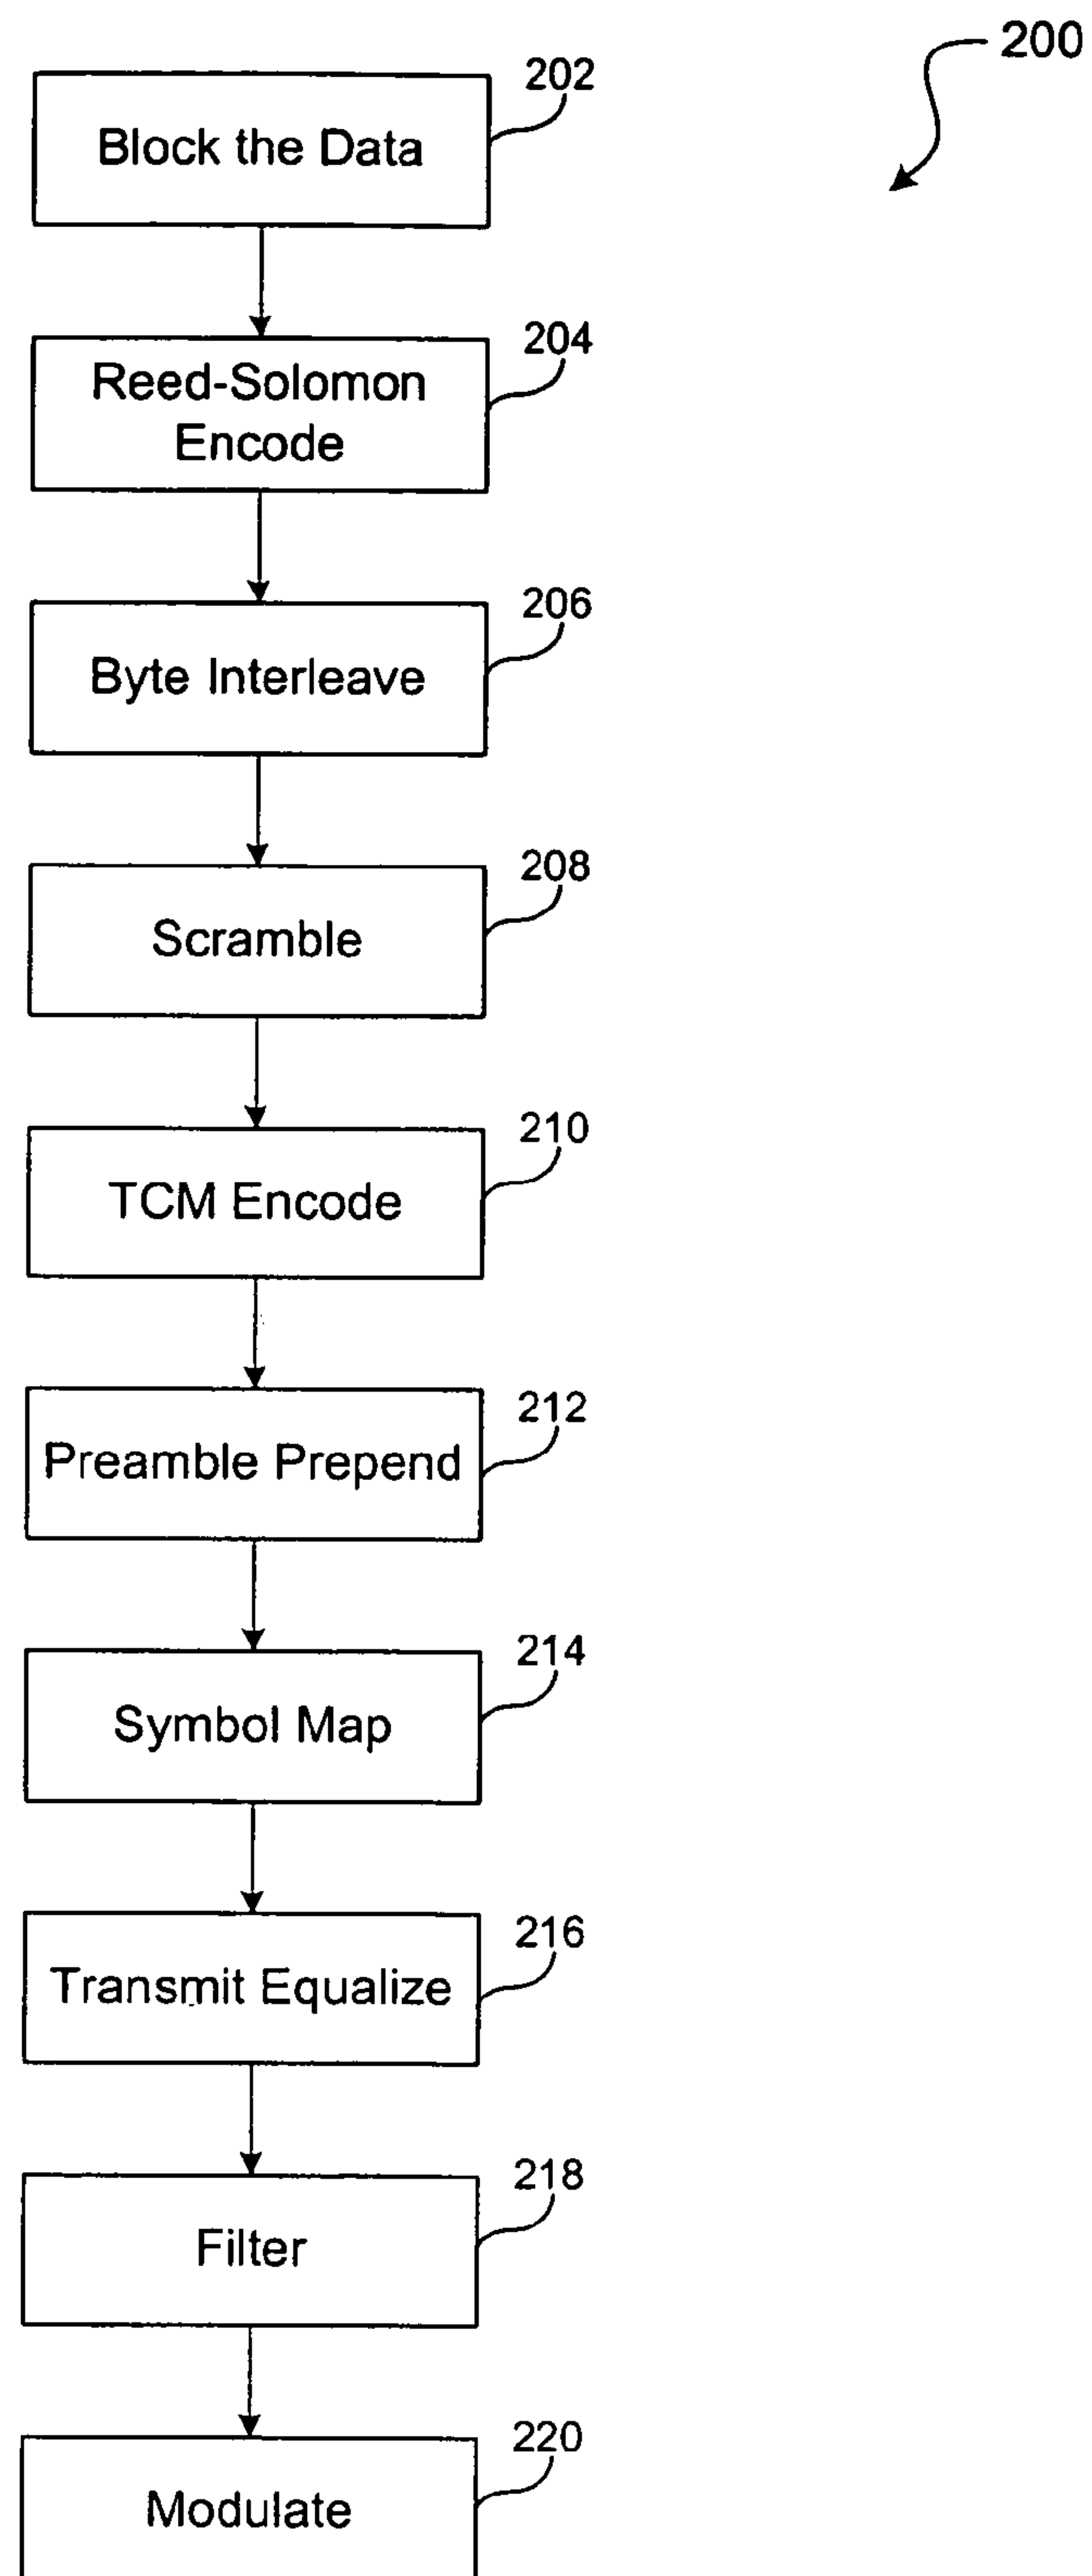 200
202
Block the Data
204
Reed-Solomon
Encode
206
Byte Interleave
208
Scramble
210
TCM Encode
212
Preamble Prepend
214
Symbol Map
216
Transmit Equalize
218
Filter
220
Modulate